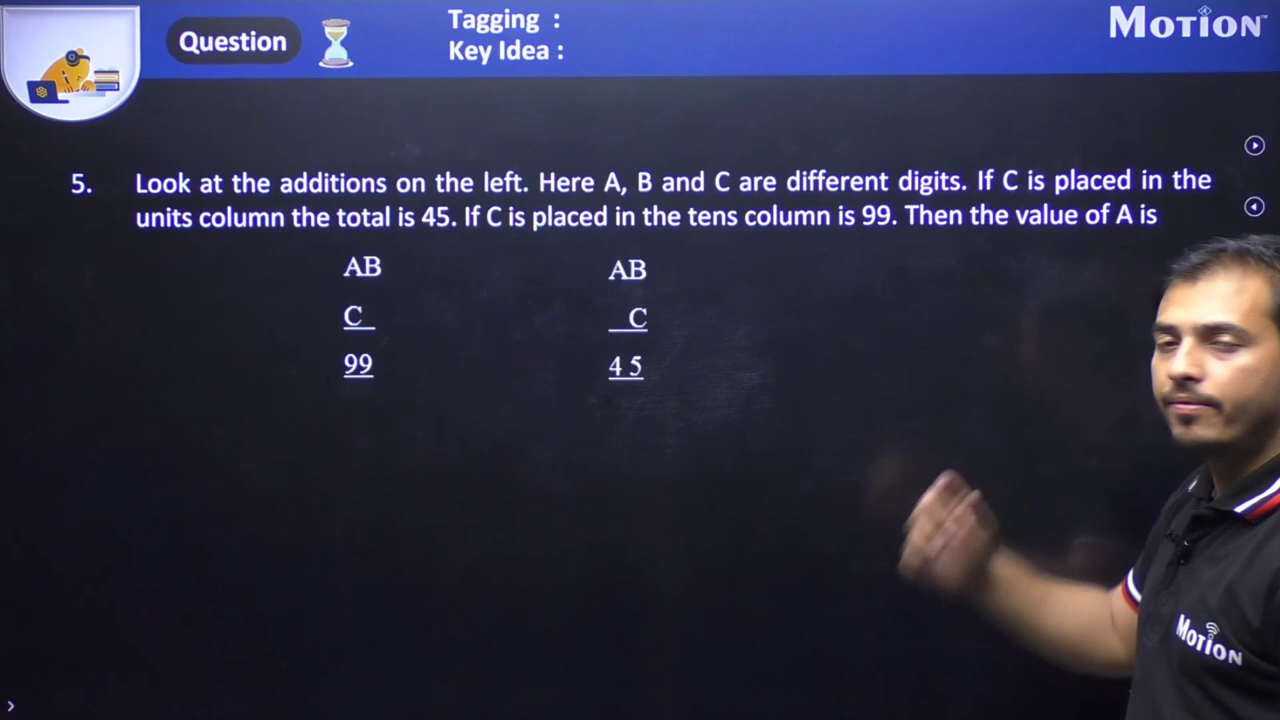 Question
Tagging :
Key Idea :
MOTION
5. Look at the additions on the left. Here A, B and C are different digits. If C is placed in the
units column the total is 45. If C is placed in the tens column is 99. Then the value of A is
AB AB
C C
99 4 5
MOTION